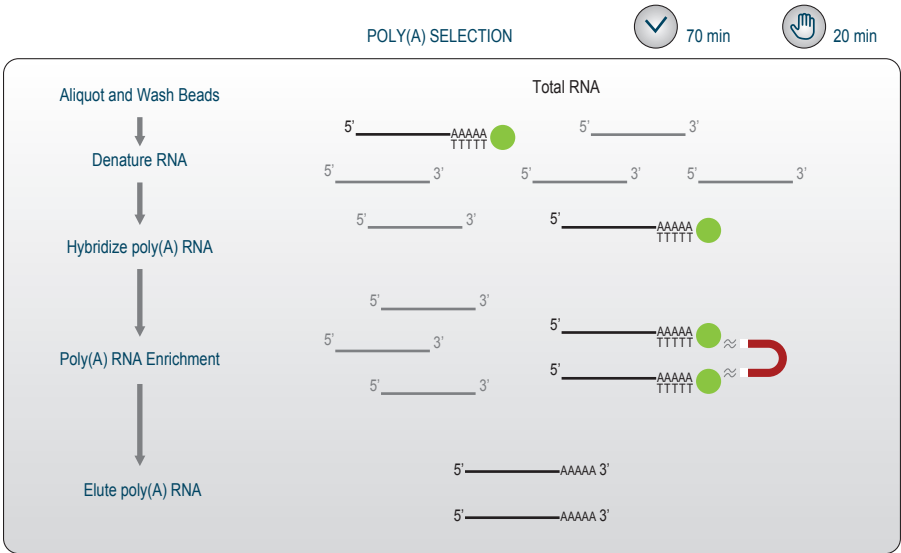 POLY(A) SELECTION
70 min
20 min
Aliquot and Wash Beads
Total RNA
5’
AAAAA
TTTTT
5’ 3’
Denature RNA
5’ 3’
5’ 3’
5’ 3’
5’ 3’
5’
AAAAA
TTTTT
Hybridize poly(A) RNA
5’ 3’
5’
AAAAA
TTTTT
5’ 3’
Poly(A) RNA Enrichment
5’
AAAAA
TTTTT
5’ 3’
5’ AAAAA 3’
Elute poly(A) RNA
5’ AAAAA 3’